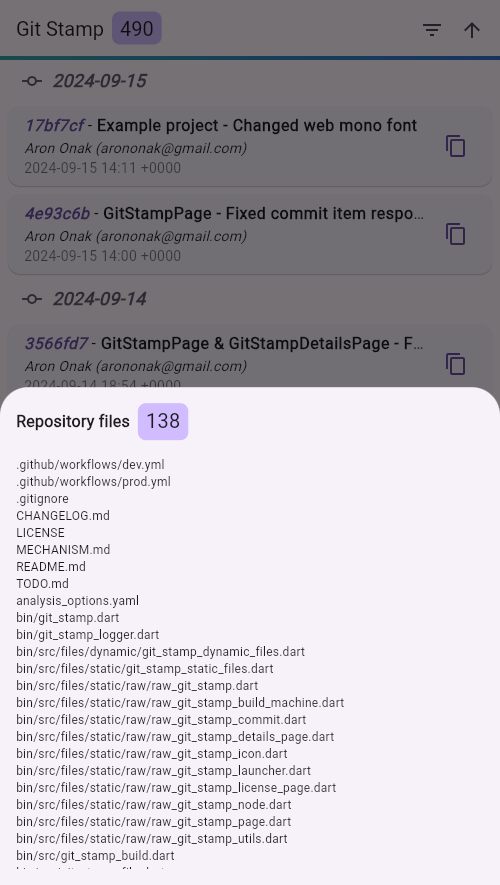 Git Stamp 490
2024-09-15
17bf7cf - Example project - Changed web mono font
Aron Onak (arononak@gmail.com)
2024-09-15 14:11 +0000
4e93c6b - GitStampPage - Fixed commit item respo…
Aron Onak (arononak@gmail.com)
2024-09-15 14:00 +0000
2024-09-14
3566fd7 - GitStampPage & GitStampDetailsPage - F…
Aron Onak (arononak@gmail.com)
2024-09-14 18:54 +0000
Repository files 138
.github/workflows/dev.yml
.github/workflows/prod.yml
.gitignore
CHANGELOG.md
LICENSE
MECHANISM.md
README.md
TODO.md
analysis_options.yaml
bin/git_stamp.dart
bin/git_stamp_logger.dart
bin/src/files/dynamic/git_stamp_dynamic_files.dart
bin/src/files/static/git_stamp_static_files.dart
bin/src/files/static/raw/raw_git_stamp.dart
bin/src/files/static/raw/raw_git_stamp_build_machine.dart
bin/src/files/static/raw/raw_git_stamp_commit.dart
bin/src/files/static/raw/raw_git_stamp_details_page.dart
bin/src/files/static/raw/raw_git_stamp_icon.dart
bin/src/files/static/raw/raw_git_stamp_launcher.dart
bin/src/files/static/raw/raw_git_stamp_license_page.dart
bin/src/files/static/raw/raw_git_stamp_node.dart
bin/src/files/static/raw/raw_git_stamp_page.dart
bin/src/files/static/raw/raw_git_stamp_utils.dart
bin/src/git_stamp_build.dart